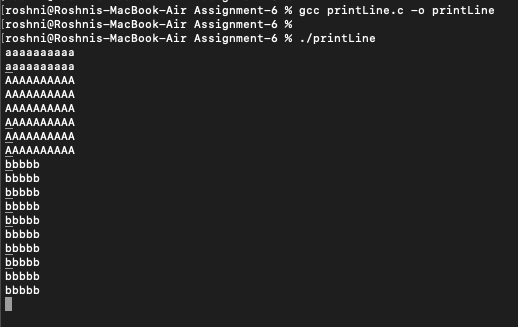 [roshni@Roshnis-MacBook-Air Assignment-6 % gcc printLine.c -o printLine
[roshni@Roshnis-MacBook-Air Assignment-6 %
[roshni@Roshnis-MacBook-Air Assignment-6 % ./printLine
aaaaaaaaaa
aaaaaaaaaa
AAAAAAAAAA
AAAAAAAAAA
AAAAAAAAAA
AAAAAAAAAA
AAAAAAAAAA
AAAAAAAAAA
bbbbb
bbbbb
bbbbb
bbbbb
bbbbb
bbbbb
bbbbb
bbbbb
bbbbb
bbbbb